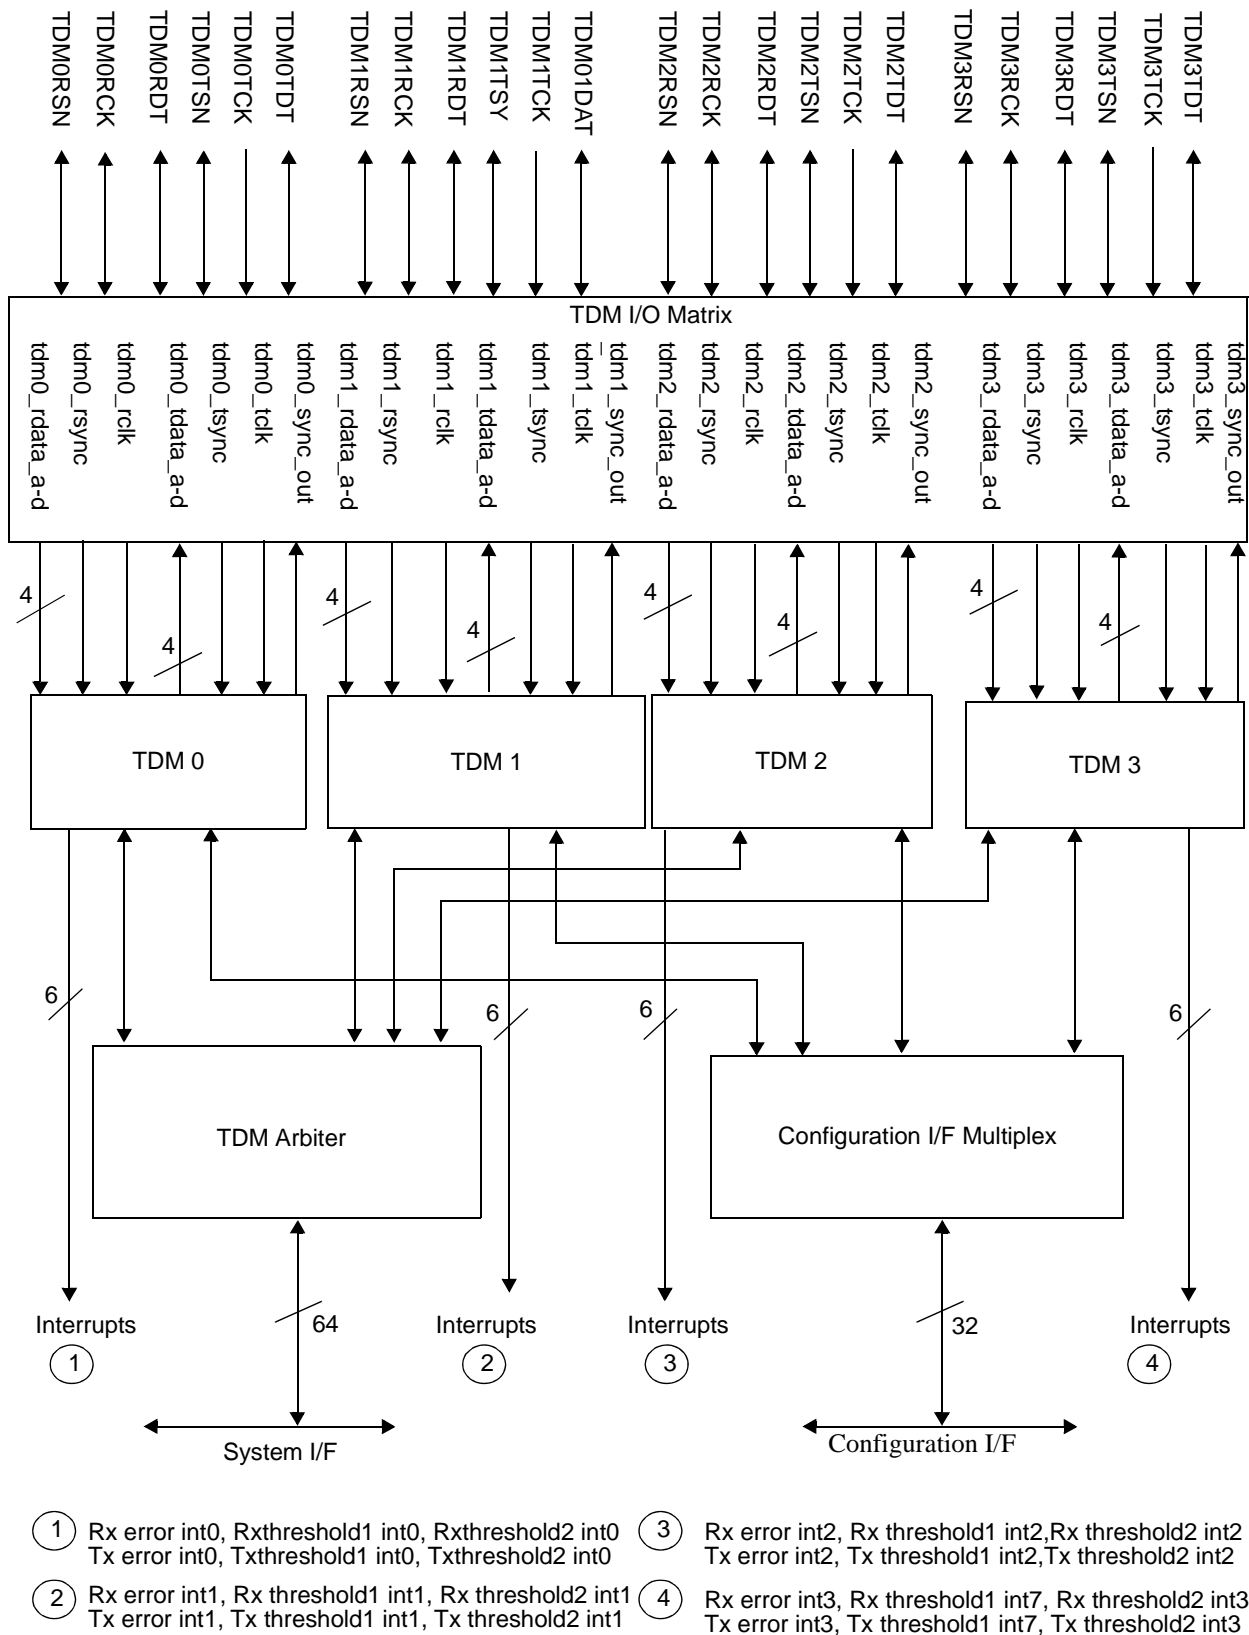 TDM0RSN
TDM0RCK
TDM0RDT
TDM0TSN
TDM0TCK
TDM0TDT
TDM1RSN
TDM1RCK
TDM1RDT
TDM1TSY
TDM1TCK
TDM01DAT
TDM2RSN
TDM2RCK
TDM2RDT
TDM2TSN
TDM2TCK
TDM2TDT
TDM3RSN
TDM3RCK
TDM3RDT
TDM3TSN
TDM3TCK
TDM3TDT
TDM I/O Matrix
tdm0_rdata_a-d
tdm0_rsync
tdm0_rclk
tdm0_tdata_a-d
tdm0_tsync
tdm0_tclk
tdm0_sync_out
tdm1_rdata_a-d
tdm1_rsync
tdm1_rclk
tdm1_tdata_a-d
tdm1_tsync
tdm1_tclk
_
tdm1_sync_out
tdm2_rdata_a-d
tdm2_rsync
tdm2_rclk
tdm2_tdata_a-d
tdm2_tsync
tdm2_tclk
tdm2_sync_out
tdm3_rdata_a-d
tdm3_rsync
tdm3_rclk
tdm3_tdata_a-d
tdm3_tsync
tdm3_tclk
tdm3_sync_out
4
4
4
4
4
4
4
4
TDM 0
TDM 1
TDM 2
TDM 3
6
6
6
6
TDM Arbiter
Configuration I/F Multiplex
Interrupts
1
64
Interrupts
2
Interrupts
3
32
Interrupts
4
System I/F
Configuration I/F
1 Rx error int0, Rxthreshold1 int0, Rxthreshold2 int0
Tx error int0, Txthreshold1 int0, Txthreshold2 int0
2 Rx error int1, Rx threshold1 int1, Rx threshold2 int1
Tx error int1, Tx threshold1 int1, Tx threshold2 int1
3 Rx error int2, Rx threshold1 int2,Rx threshold2 int2
Tx error int2, Tx threshold1 int2,Tx threshold2 int2
4 Rx error int3, Rx threshold1 int7, Rx threshold2 int3
Tx error int3, Tx threshold1 int7, Tx threshold2 int3